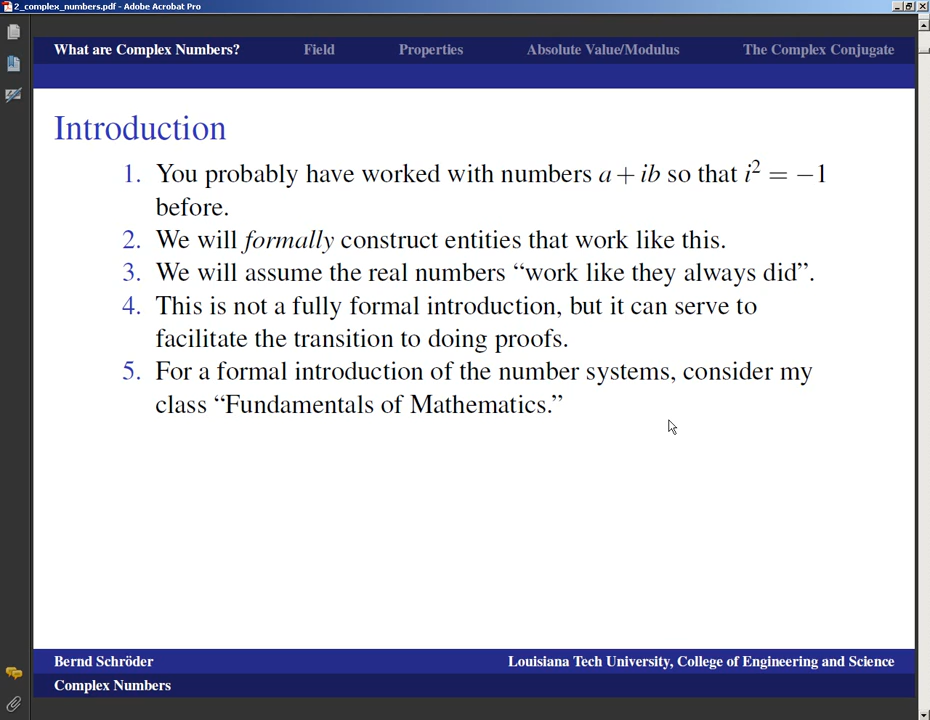 2_complex_numbers.pdf - Adobe Acrobat Pro
What are Complex Numbers? Field Properties Absolute Value/Modulus The Complex Conjugate
Introduction
1. You probably have worked with numbers a + ib so that i² = −1
before.
2. We will formally construct entities that work like this.
3. We will assume the real numbers “work like they always did”.
4. This is not a fully formal introduction, but it can serve to
facilitate the transition to doing proofs.
5. For a formal introduction of the number systems, consider my
class “Fundamentals of Mathematics.”
Bernd Schröder Louisiana Tech University, College of Engineering and Science
Complex Numbers